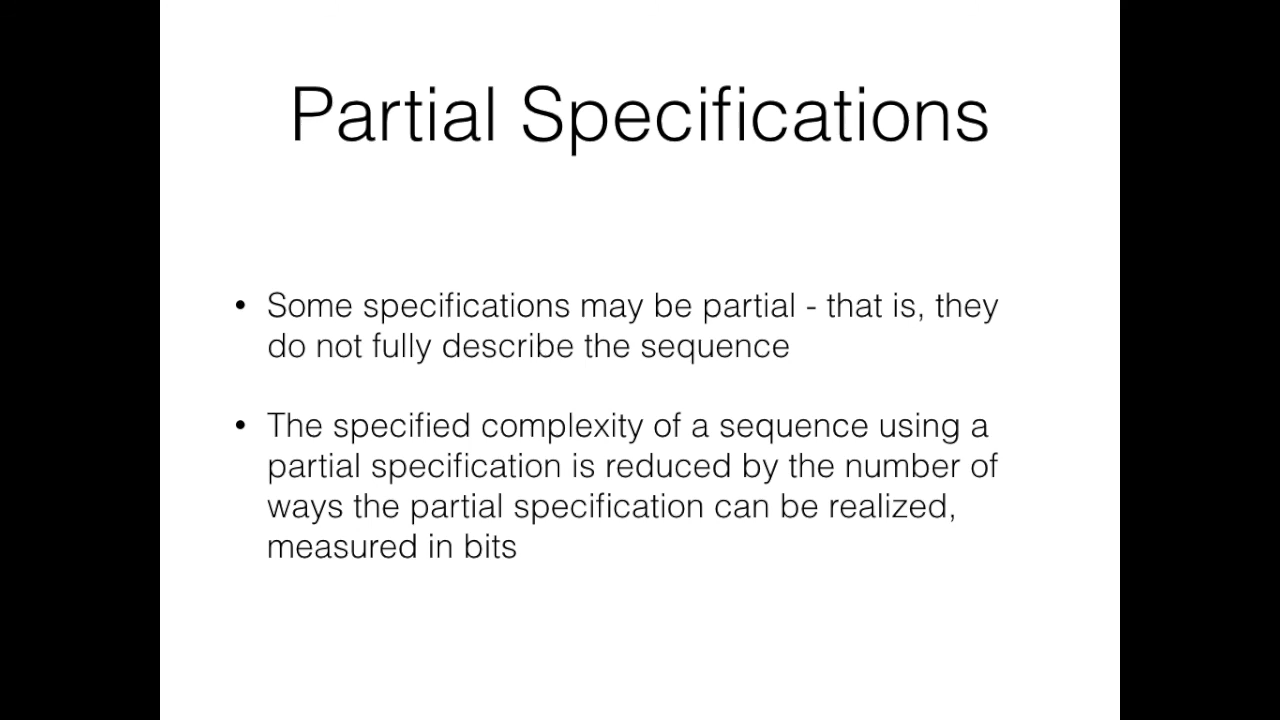 Partial Specifications
• Some specifications may be partial - that is, they
do not fully describe the sequence
• The specified complexity of a sequence using a
partial specification is reduced by the number of
ways the partial specification can be realized,
measured in bits